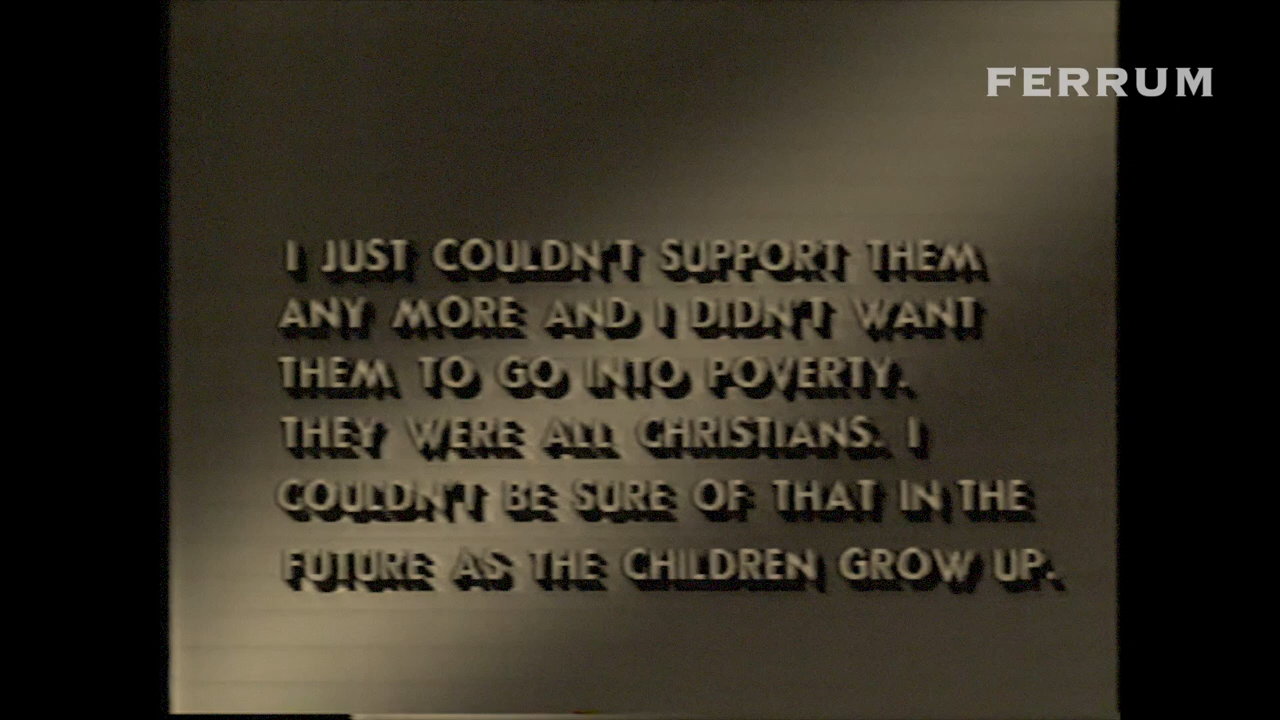 FERRUM
I JUST COULDN'T SUPPORT THEM
ANY MORE AND I DIDN'T WANT
THEM TO GO INTO POVERTY.
THEY WERE ALL CHRISTIANS. I
COULDN'T BE SURE OF THAT IN THE
FUTURE AS THE CHILDREN GROW UP.